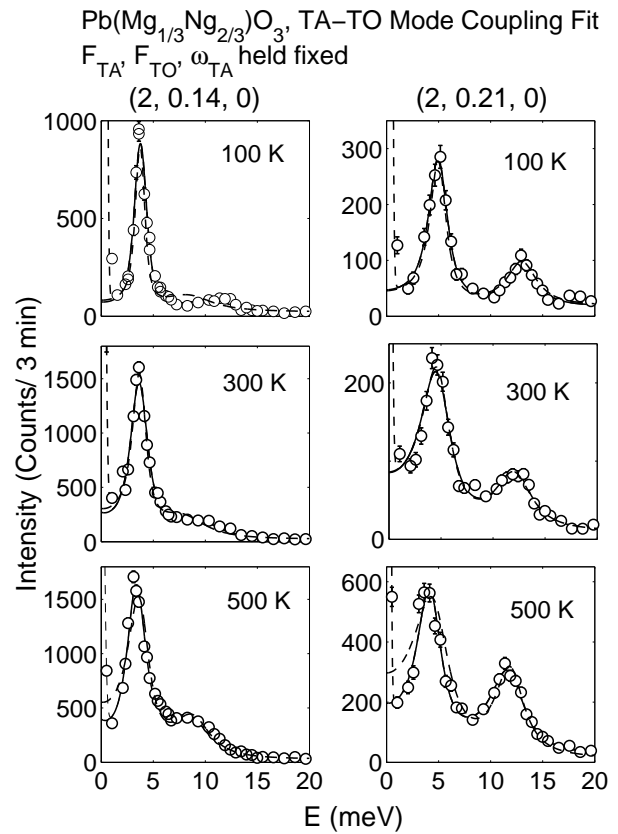 Pb(Mg1/3Ng2/3)O3, TA−TO Mode Coupling Fit
FTA, FTO, ωTA held fixed
(2, 0.14, 0)
(2, 0.21, 0)
1000
500
0
100 K
300
200
100
0
100 K
1500
1000
500
0
300 K
200
0
300 K
1500
1000
500
0
500 K
600
400
200
0
500 K
0 5 10 15 20
0 5 10 15 20
Intensity (Counts/ 3 min)
E (meV)